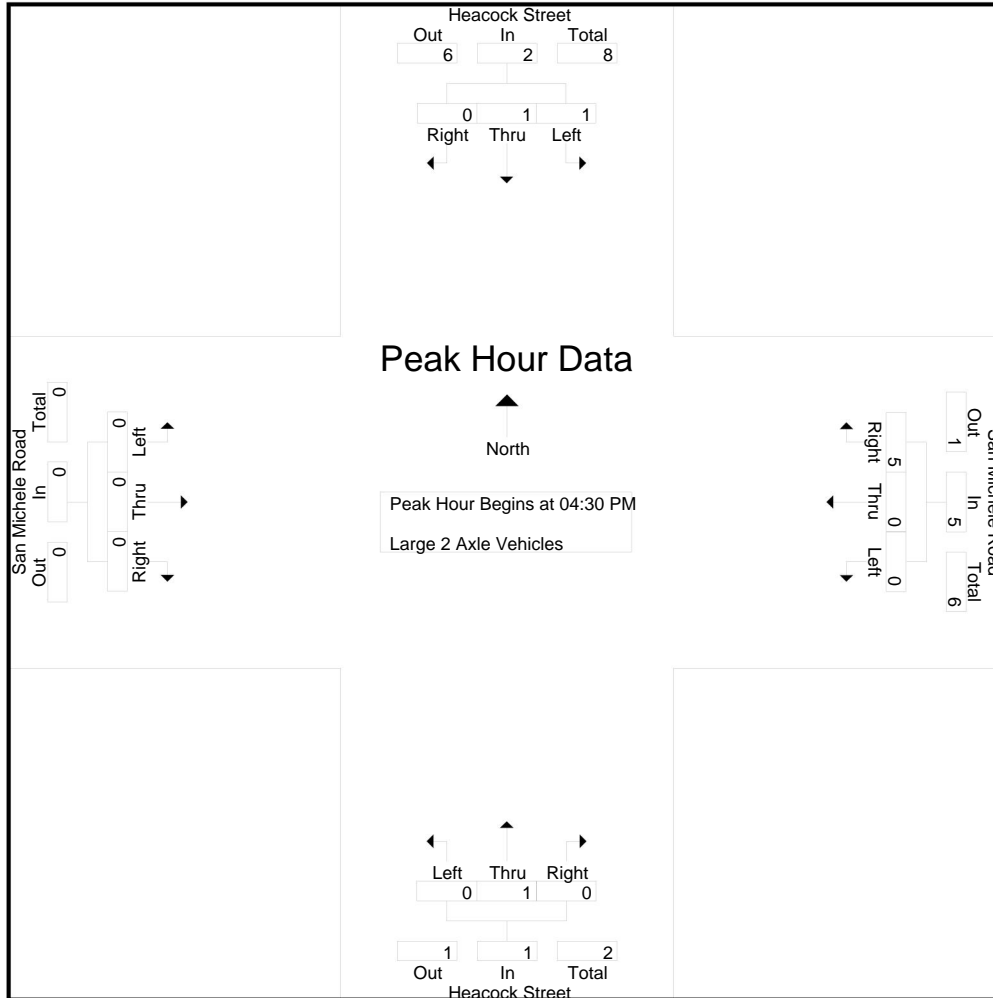 Heacock Street
Out In Total
6 2 8
0 1 1
Right Thru Left
Peak Hour Data
North
Peak Hour Begins at 04:30 PM
Large 2 Axle Vehicles
San Michele Road
Out In Total
0 0 0
0 0 0
Right Thru Left
San Michele Road
Out In Total
1 5 6
5 0 0
Right Thru Left
Left Thru Right
0 1 0
1 1 2
Out In Total
Heacock Street